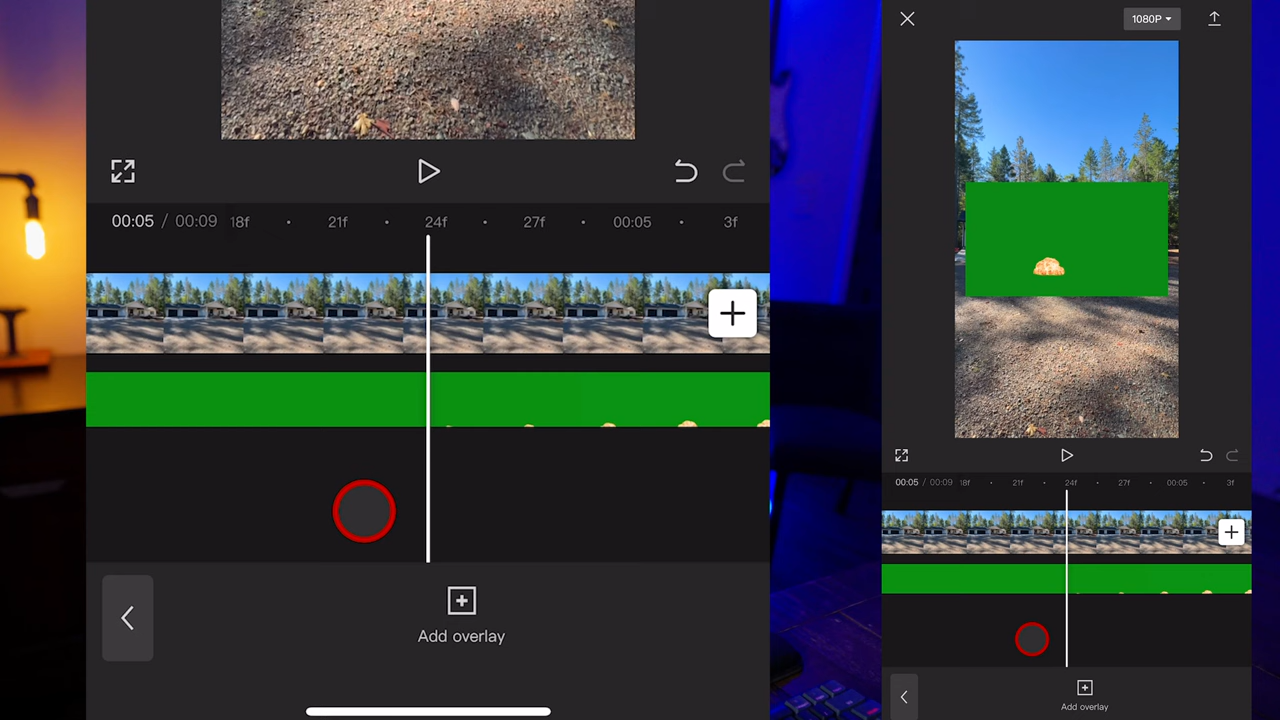 00:05 / 00:09 18f 21f 24f 27f 00:05 3f
Add overlay
1080P
00:05 / 00:09 18f 21f 24f 27f 00:05 3f
Add overlay